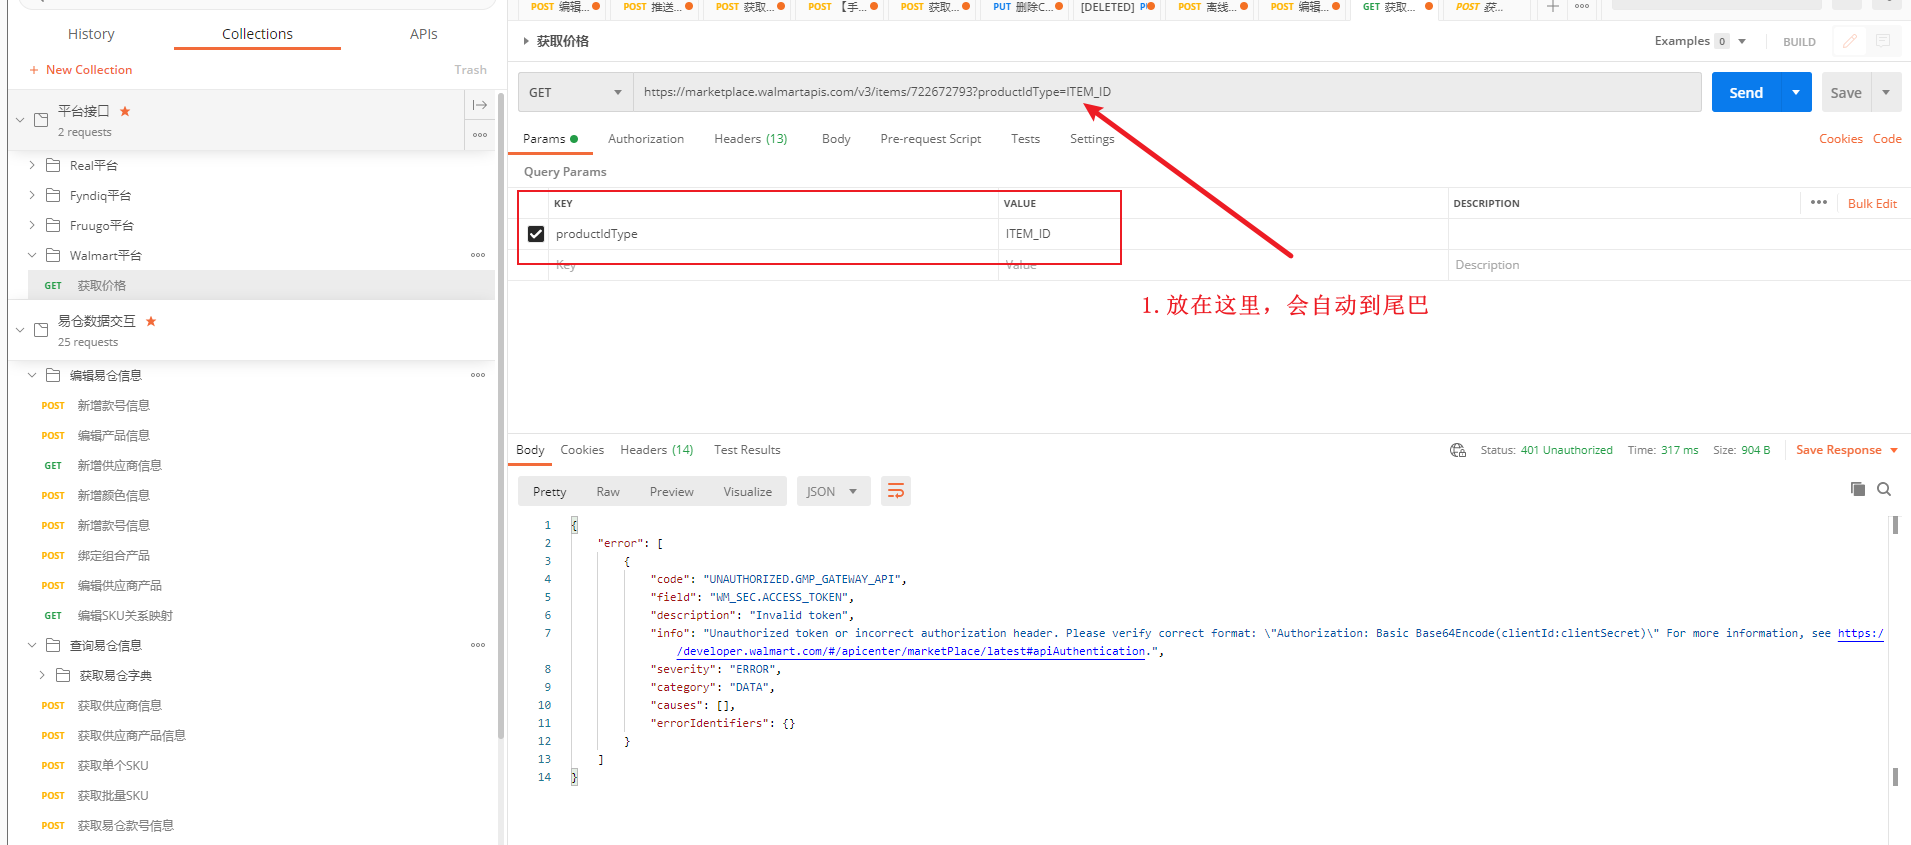 POST 编辑...
POST 推送...
POST 获取...
POST 【手...
POST 获取...
PUT 删除C...
[DELETED]
POST 离线...
POST 编辑...
GET 获取...
POST 获...
History
Collections
APIs
+ New Collection
Trash
平台接口
2 requests
Real平台
Fyndiq平台
Fruugo平台
Walmart平台
GET 获取价格
易仓数据交互
25 requests
编辑易仓信息
POST 新增款号信息
POST 编辑产品信息
GET 新增供应商信息
POST 新增颜色信息
POST 新增款号信息
POST 绑定组合产品
POST 编辑供应商产品
GET 编辑SKU关系映射
查询易仓信息
获取易仓字典
POST 获取供应商信息
POST 获取供应商产品信息
POST 获取单个SKU
POST 获取批量SKU
POST 获取易仓款号信息
获取价格
Examples 0
BUILD
GET
https://marketplace.walmartapis.com/v3/items/722672793?productIdType=ITEM_ID
Send
Save
Params
Authorization
Headers (13)
Body
Pre-request Script
Tests
Settings
Cookies
Code
Query Params
KEY
VALUE
DESCRIPTION
Bulk Edit
productIdType
ITEM_ID
Key
Value
Description
1. 放在这里，会自动到尾巴
Body
Cookies
Headers (14)
Test Results
Status: 401 Unauthorized
Time: 317 ms
Size: 904 B
Save Response
Pretty
Raw
Preview
Visualize
JSON
1 {
2 "error": [
3 {
4 "code": "UNAUTHORIZED.GMP_GATEWAY_API",
5 "field": "WM_SEC.ACCESS_TOKEN",
6 "description": "Invalid token",
7 "info": "Unauthorized token or incorrect authorization header. Please verify correct format: \"Authorization: Basic Base64Encode(clientId:clientSecret)\" For more information, see https:/
/developer.walmart.com/#/apicenter/marketPlace/latest#apiAuthentication.",
8 "severity": "ERROR",
9 "category": "DATA",
10 "causes": [],
11 "errorIdentifiers": {}
12 }
13 ]
14 }